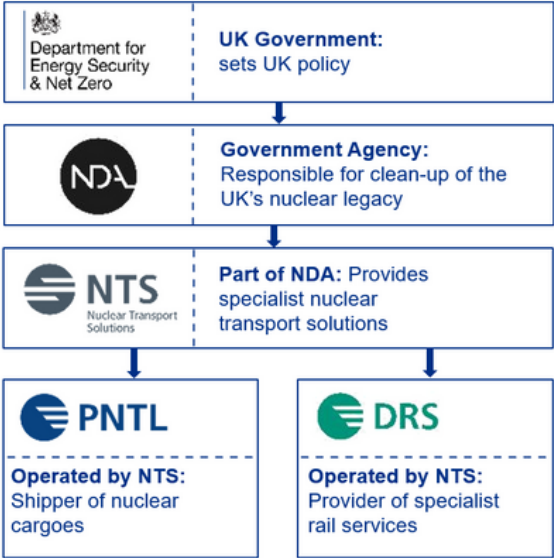 Department for
Energy Security
& Net Zero
UK Government:
sets UK policy
NDA
Government Agency:
Responsible for clean-up of the
UK's nuclear legacy
NTS
Nuclear Transport
Solutions
Part of NDA: Provides
specialist nuclear
transport solutions
PNTL
Operated by NTS:
Shipper of nuclear
cargoes
DRS
Operated by NTS:
Provider of specialist
rail services